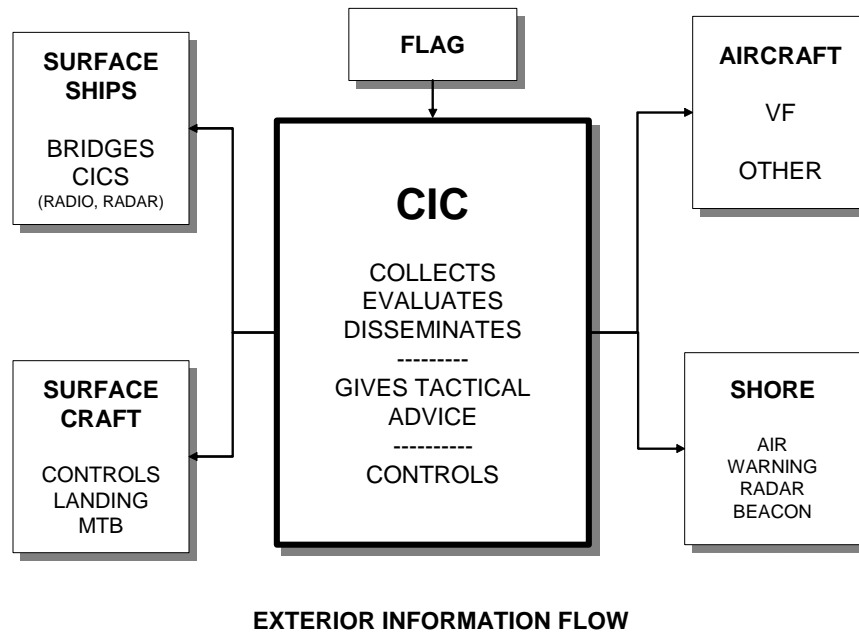 FLAG
SURFACE
SHIPS
BRIDGES
CICS
(RADIO, RADAR)
AIRCRAFT
VF
OTHER
CIC
COLLECTS
EVALUATES
DISSEMINATES
---------
GIVES TACTICAL
ADVICE
----------
CONTROLS
SURFACE
CRAFT
CONTROLS
LANDING
MTB
SHORE
AIR
WARNING
RADAR
BEACON
EXTERIOR INFORMATION FLOW